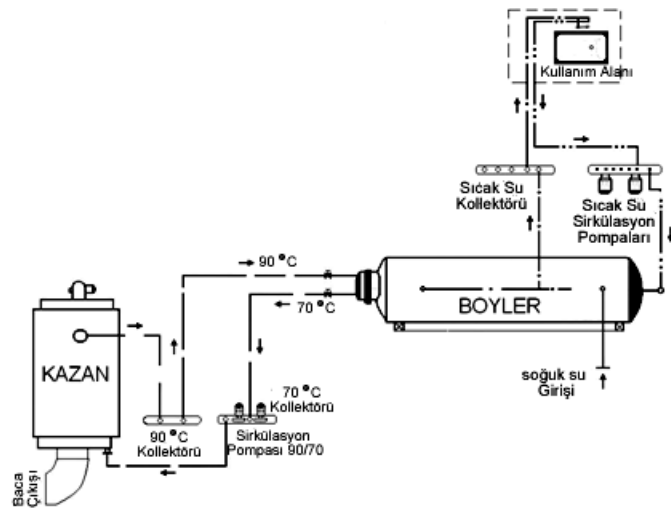 Kullanım Alanı
Sıcak Su
Kollektörü
Sıcak Su
Sirkülasyon
Pompaları
90 °C
70 °C
BOYLER
KAZAN
soğuk su
Girişi
70 °C
Kollektörü
90 °C
Kollektörü
Sirkülasyon
Pompası 90/70
Baca
Çıkışı